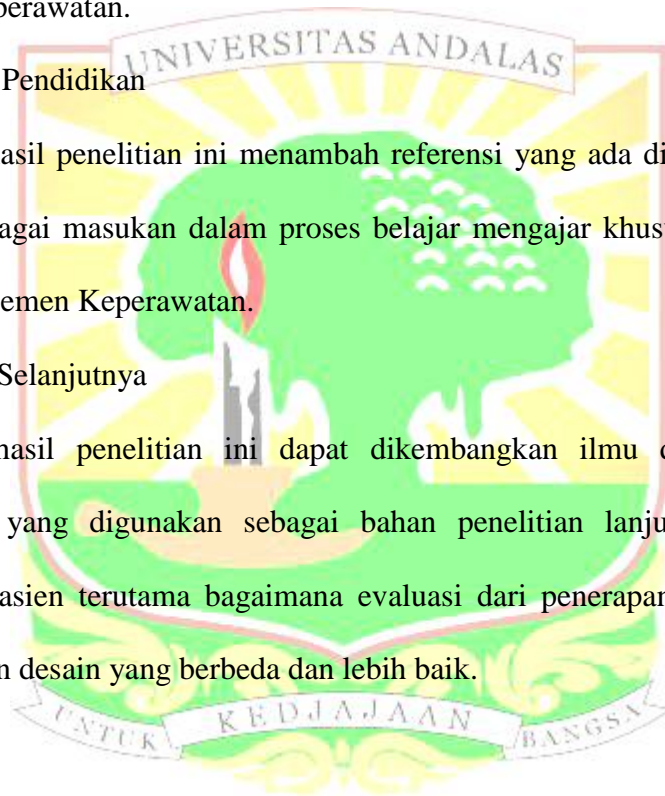 perawatan.
UNIVERSITAS ANDALAS
Pendidikan
asil penelitian ini menambah referensi yang ada di
agai masukan dalam proses belajar mengajar khus
emen Keperawatan.
Selanjutnya
hasil penelitian ini dapat dikembangkan ilmu
yang digunakan sebagai bahan penelitian lanju
asien terutama bagaimana evaluasi dari penerapan
n desain yang berbeda dan lebih baik.
UNTUK KEDJAJAAN BANGSA